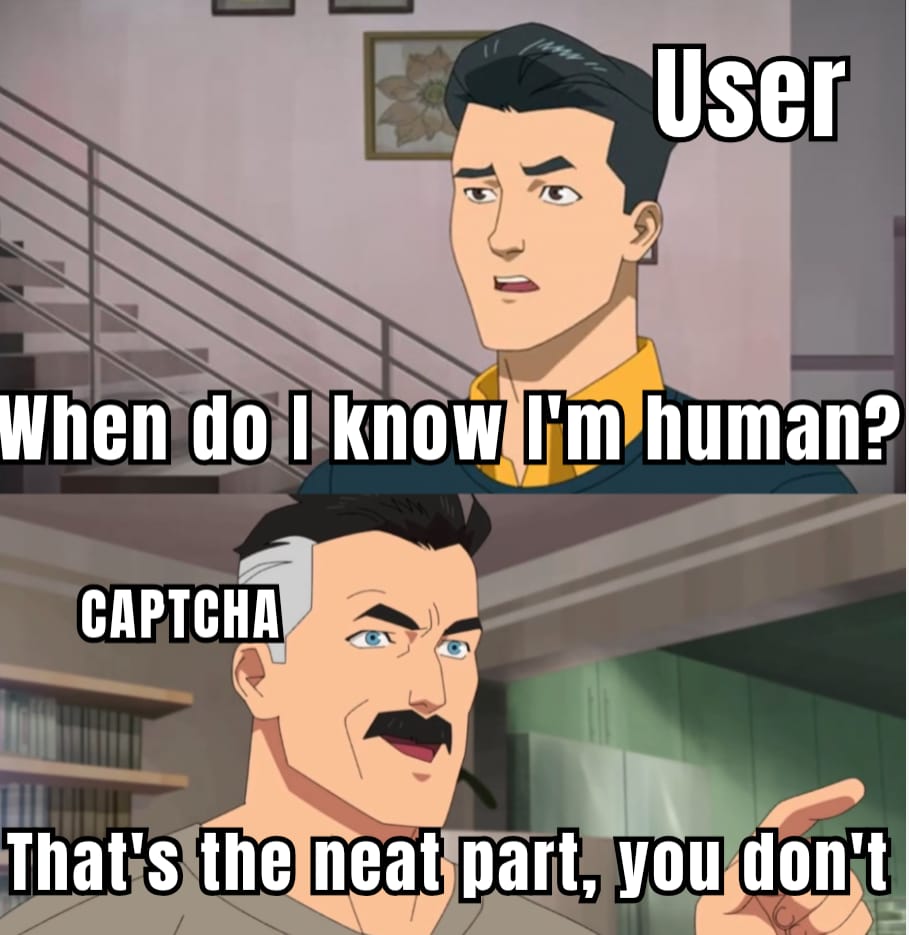 User
When do I know I'm human?
CAPTCHA
That's the neat part, you don't